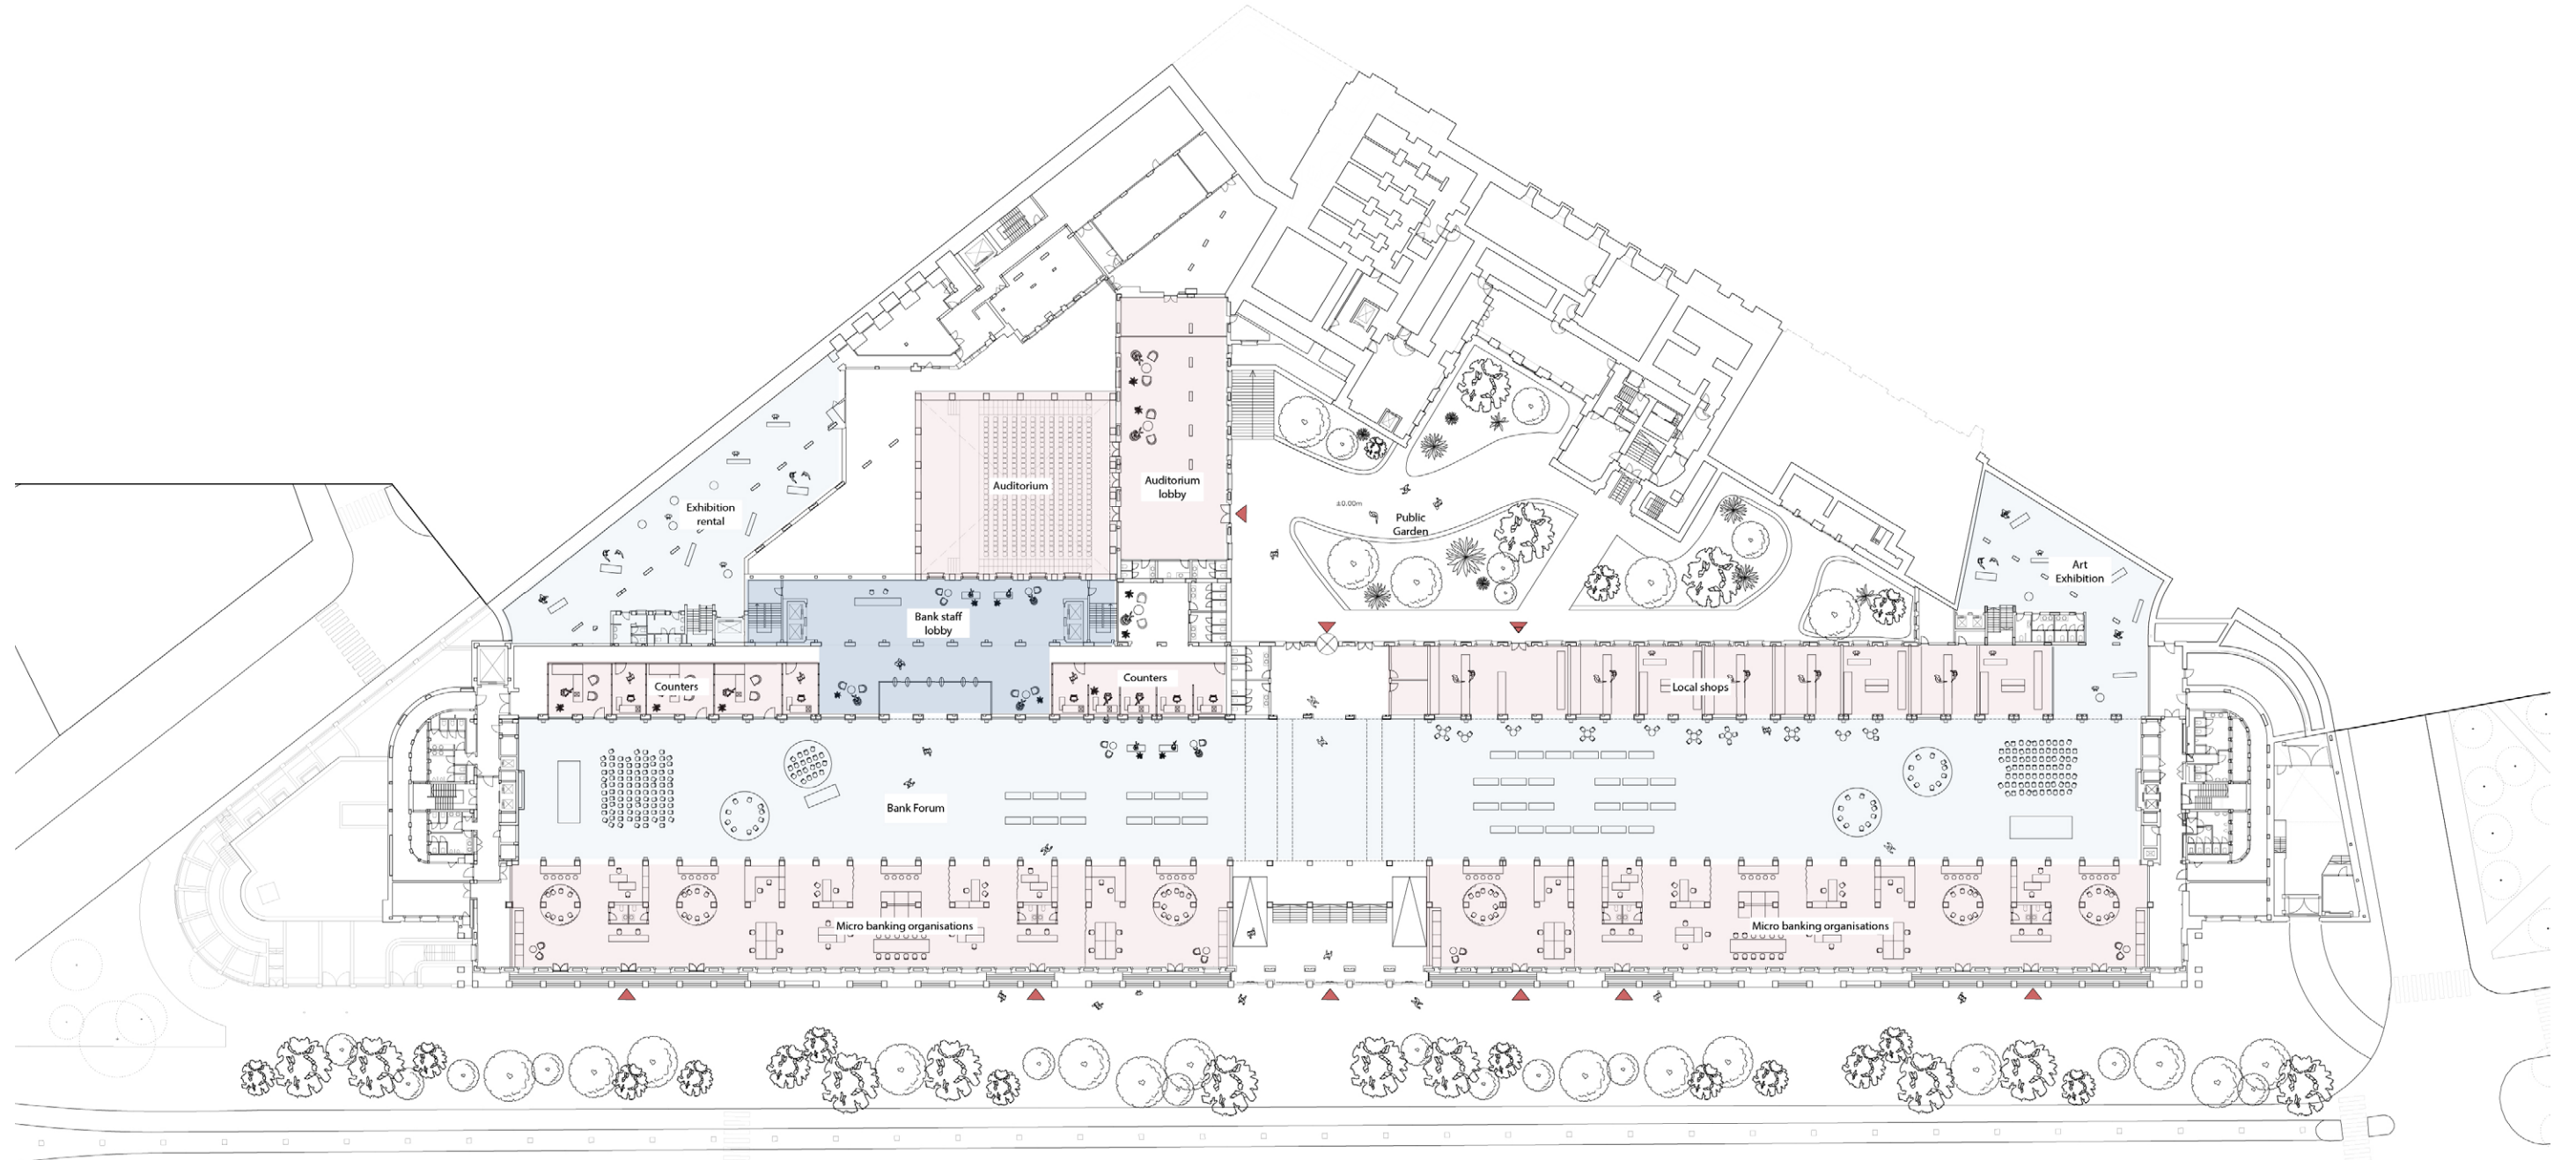 Auditorium
Auditorium
lobby
Exhibition
rental
±0.00m
Public
Garden
Art
Exhibition
Bank staff
lobby
Counters
Counters
Local shops
Bank Forum
Micro banking organisations
Micro banking organisations